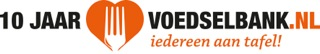 10 JAAR VOEDSELBANK.NL
iedereen aan tafel!